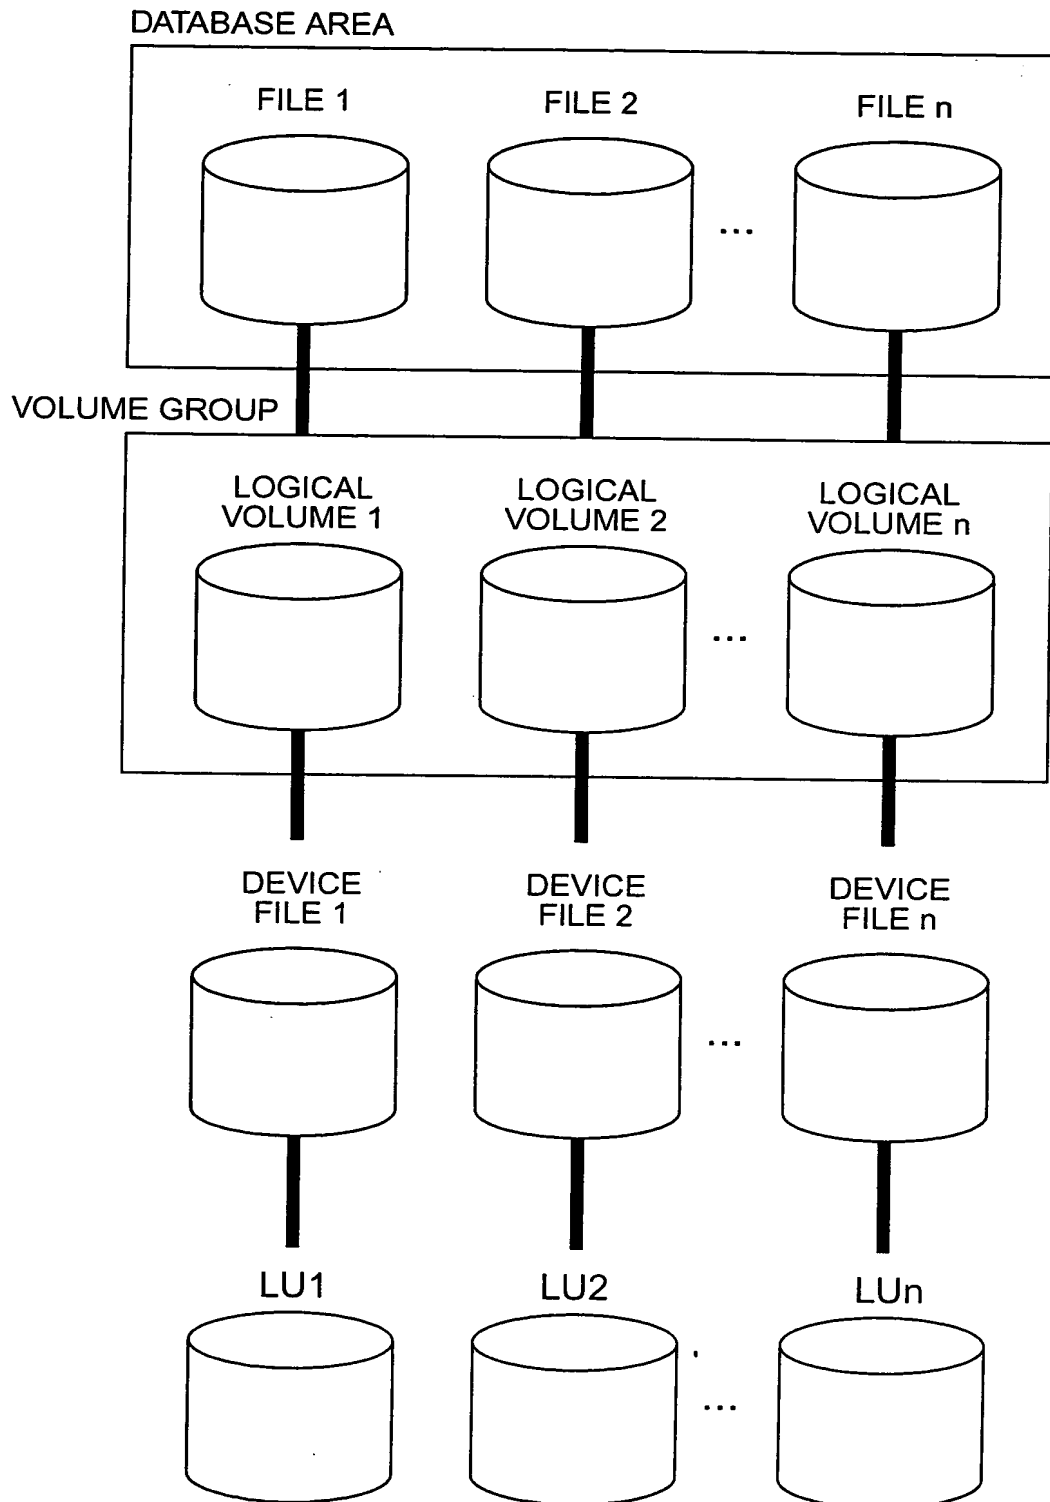 DATABASE AREA
FILE 1
FILE 2
FILE n
...
VOLUME GROUP
LOGICAL
VOLUME 1
LOGICAL
VOLUME 2
LOGICAL
VOLUME n
...
DEVICE
FILE 1
DEVICE
FILE 2
DEVICE
FILE n
...
LU1
LU2
LUn
...